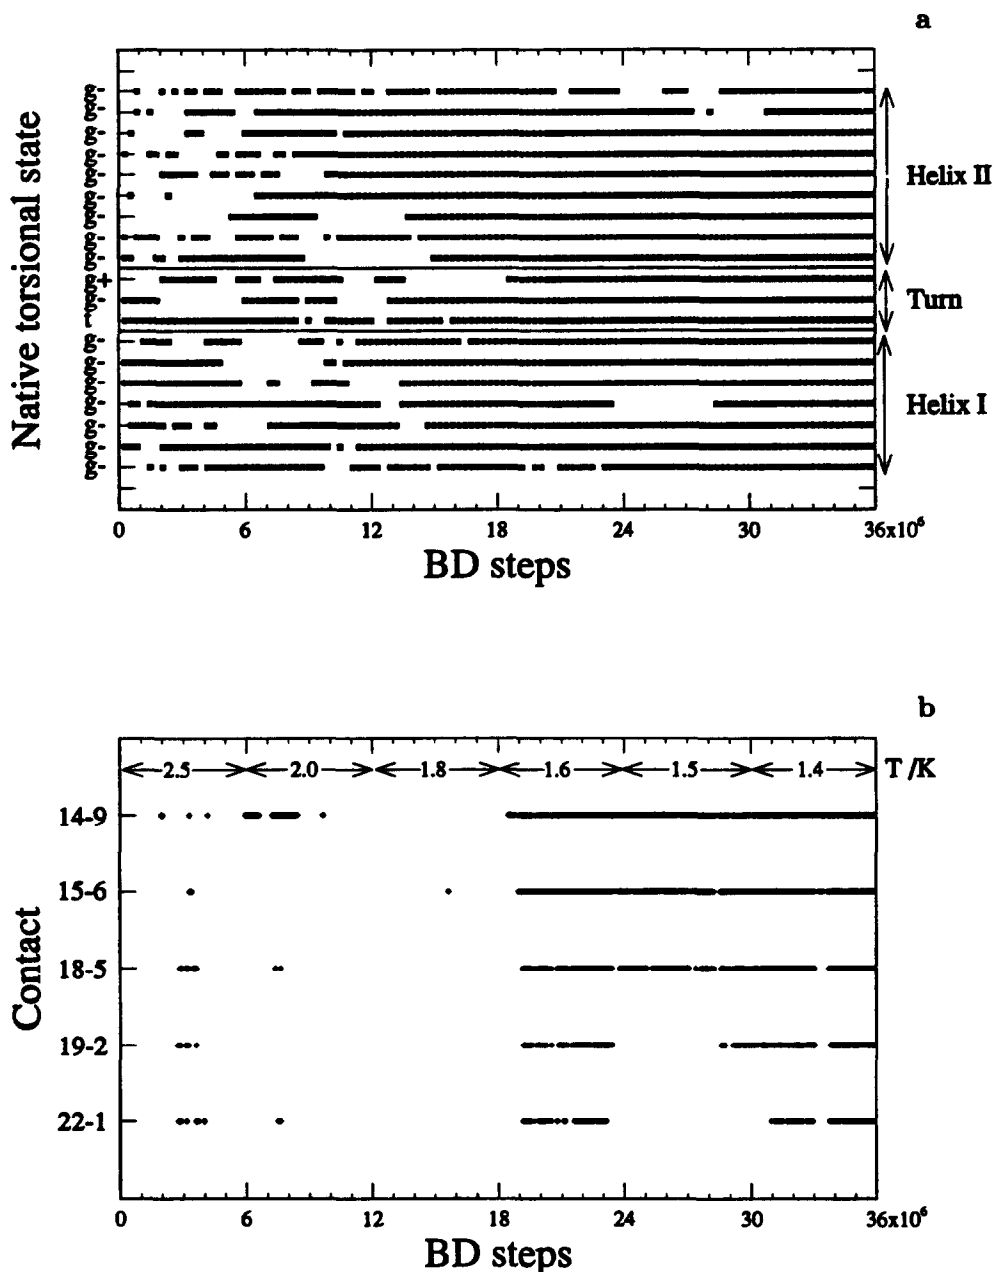 a
Native torsional state
g-
g-
g-
g-
g-
g-
g-
g-
g-
g+
g-
t
g-
g-
g-
g-
g-
g-
g-
Helix II
Turn
Helix I
0 6 12 18 24 30 36x10⁶
BD steps
b
2.5 2.0 1.8 1.6 1.5 1.4 T /K
Contact
14-9
15-6
18-5
19-2
22-1
0 6 12 18 24 30 36x10⁶
BD steps